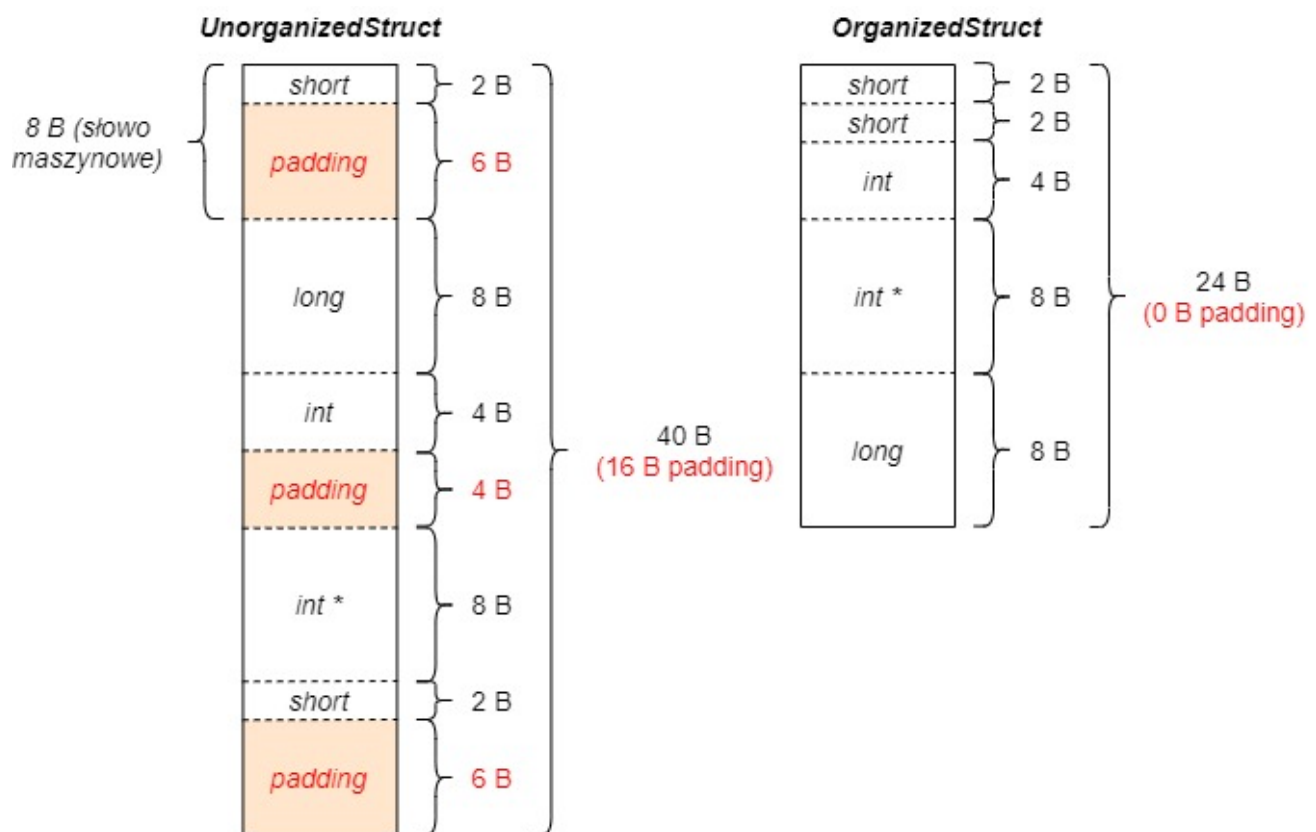 UnorganizedStruct
8 B (słowo
maszynowe)
short
2 B
padding
6 B
long
8 B
int
4 B
padding
4 B
int *
8 B
short
2 B
padding
6 B
40 B
(16 B padding)
OrganizedStruct
short
2 B
short
2 B
int
4 B
int *
8 B
long
8 B
24 B
(0 B padding)